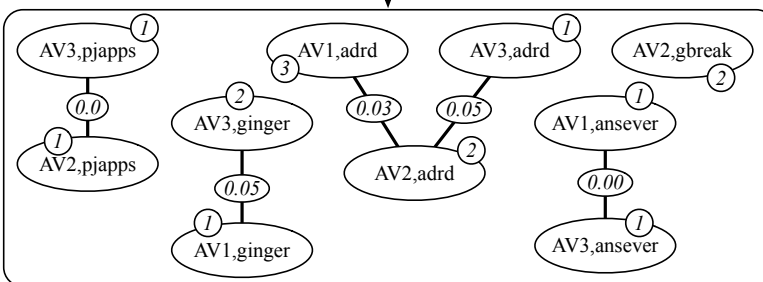 1
AV3,pjapps
0.0
1
AV2,pjapps
2
AV3,ginger
0.05
1
AV1,ginger
AV1,adrd
3
0.03
1
AV3,adrd
0.05
2
AV2,adrd
AV2,gbreak
2
1
AV1,ansever
0.00
1
AV3,ansever